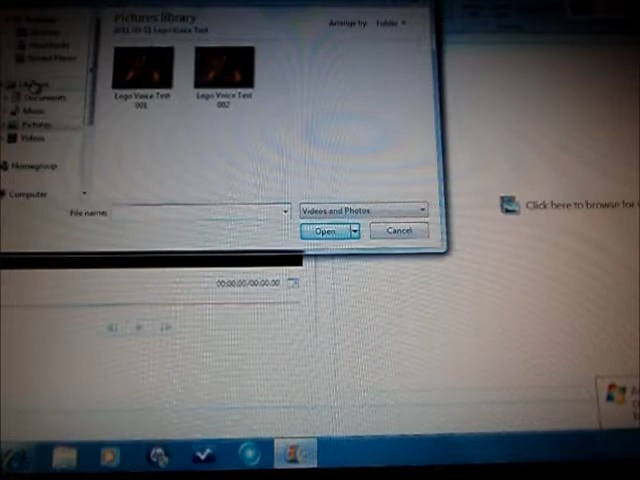 Pictures library
Arrange by: Folder
Lego Voice Test
001
Lego Voice Test
002
Documents
Music
Pictures
Videos
Homegroup
Computer
File name:
Videos and Photos
Open
Cancel
Click here to browse for
00:00.00/00:00.00